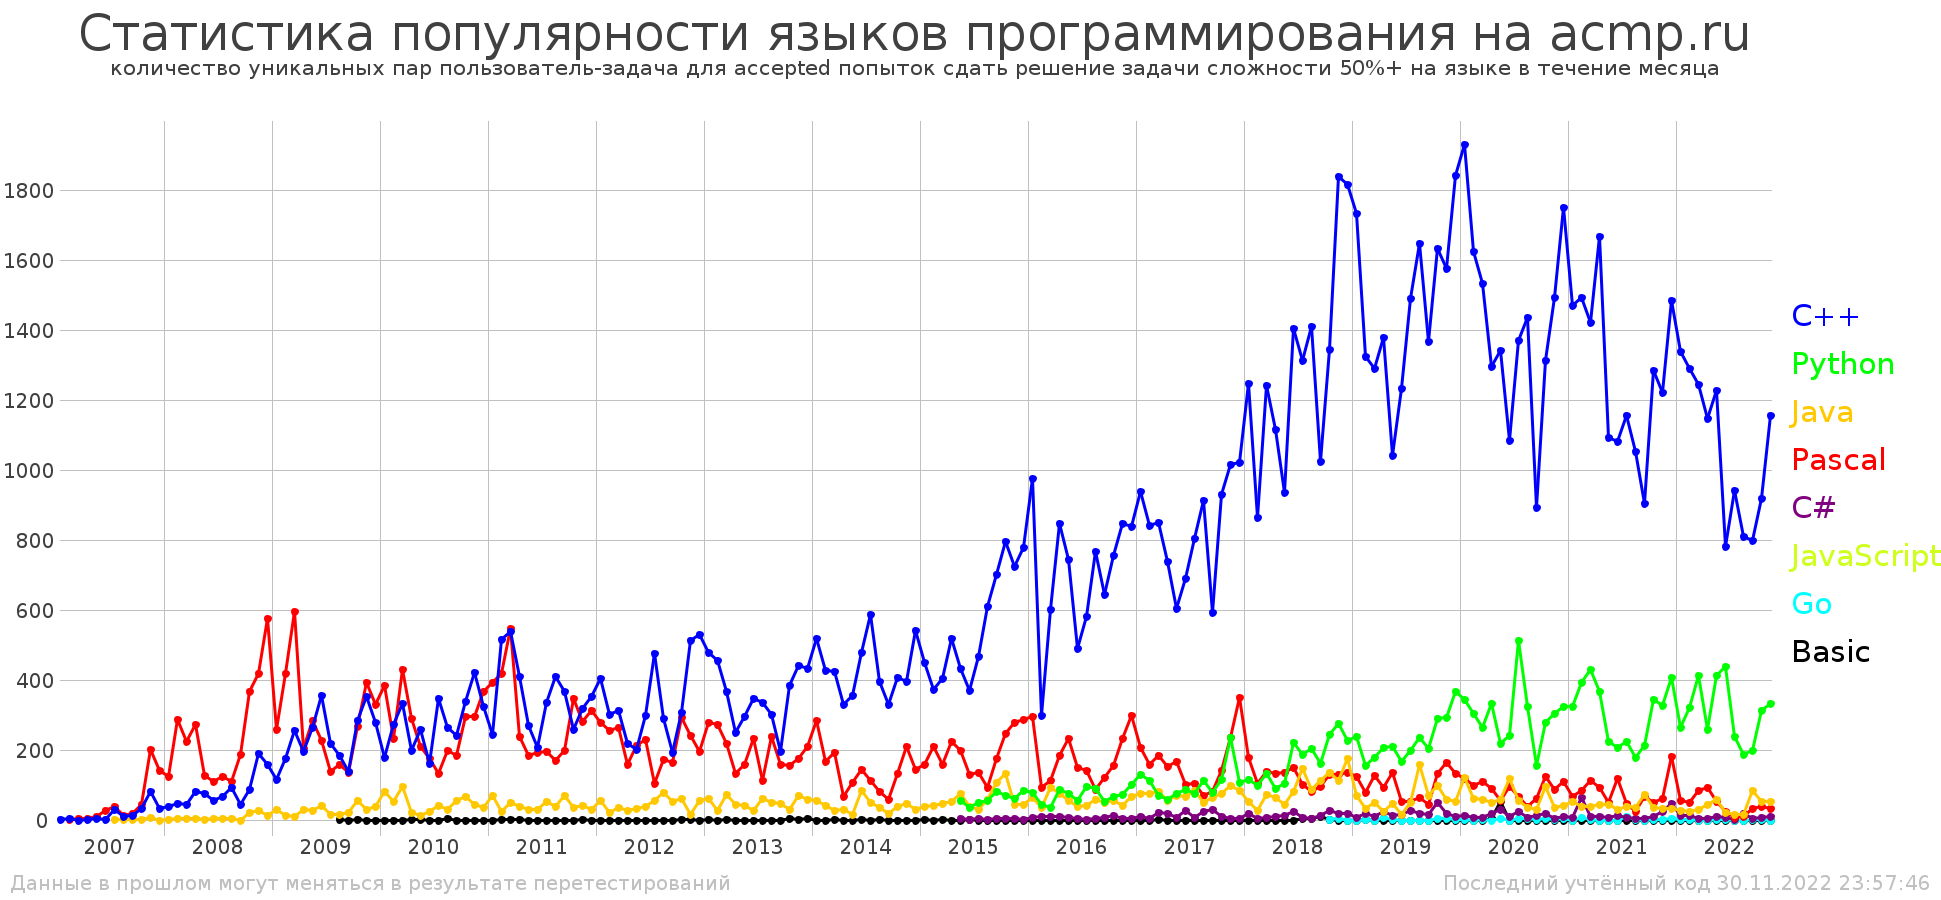 Статистика популярности языков программирования на acmp.ru
количество уникальных пар пользователь-задача для accepted попыток сдать решение задачи сложности 50%+ на языке в течение месяца
1800
1600
1400
1200
1000
800
600
400
200
0
2007 2008 2009 2010 2011 2012 2013 2014 2015 2016 2017 2018 2019 2020 2021 2022
C++
Python
Java
Pascal
C#
JavaScript
Go
Basic
Данные в прошлом могут меняться в результате перетестирований
Последний учтённый код 30.11.2022 23:57:46